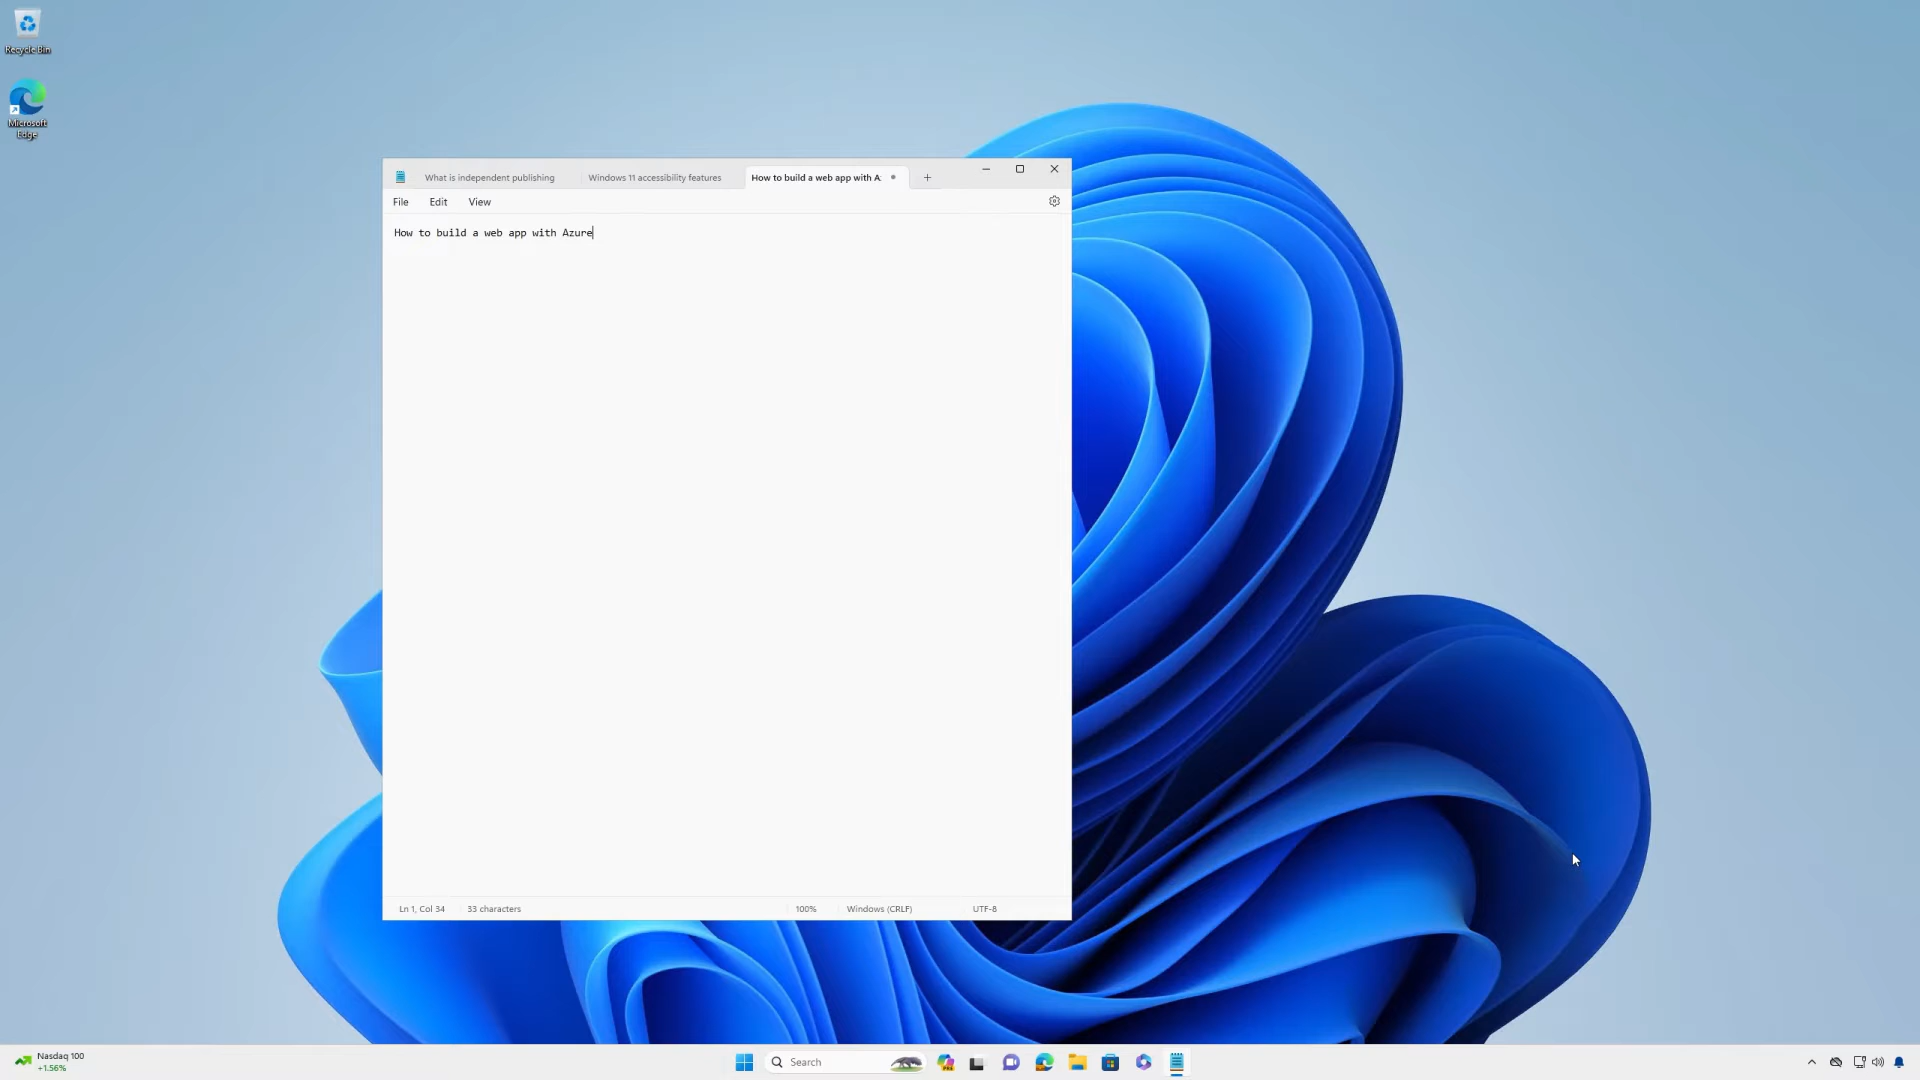 Recycle Bin
Microsoft
Edge
What is independent publishing
Windows 11 accessibility features
How to build a web app with A
File
Edit
View
How to build a web app with Azure
Ln 1, Col 34
33 characters
100%
Windows (CRLF)
UTF-8
Nasdaq 100
+1.56%
Search